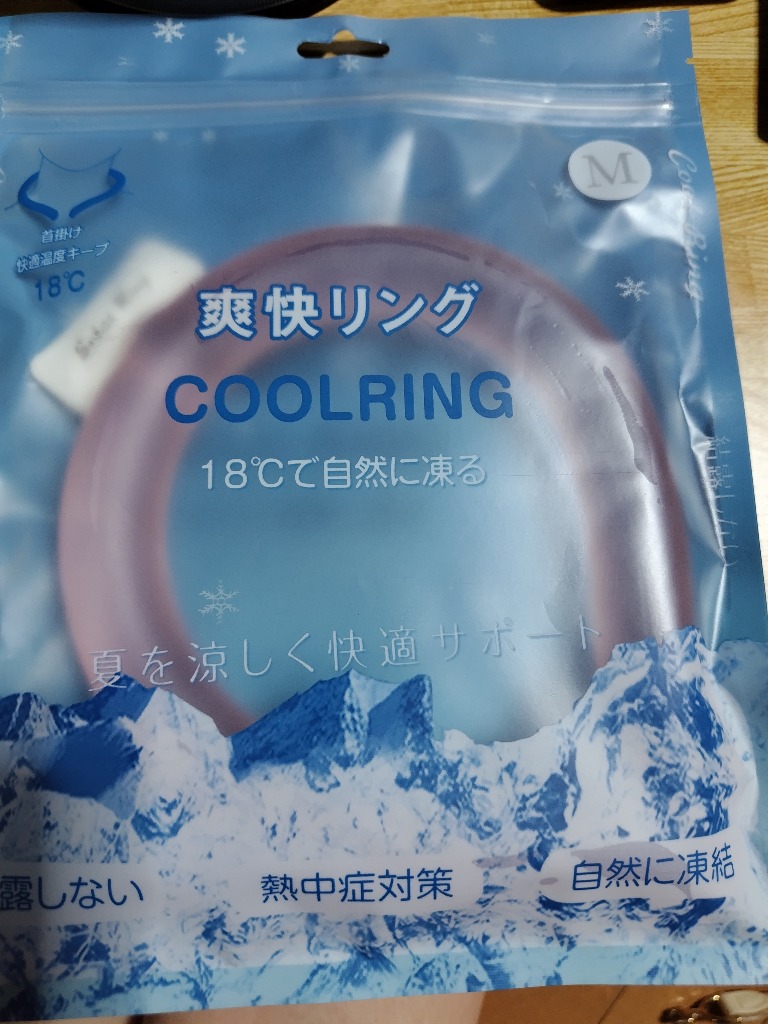 M
首掛け
快適温度キープ
18℃
爽快リング
COOLRING
18℃で自然に凍る
夏を涼しく快適サポート
露しない
熱中症対策
自然に凍結